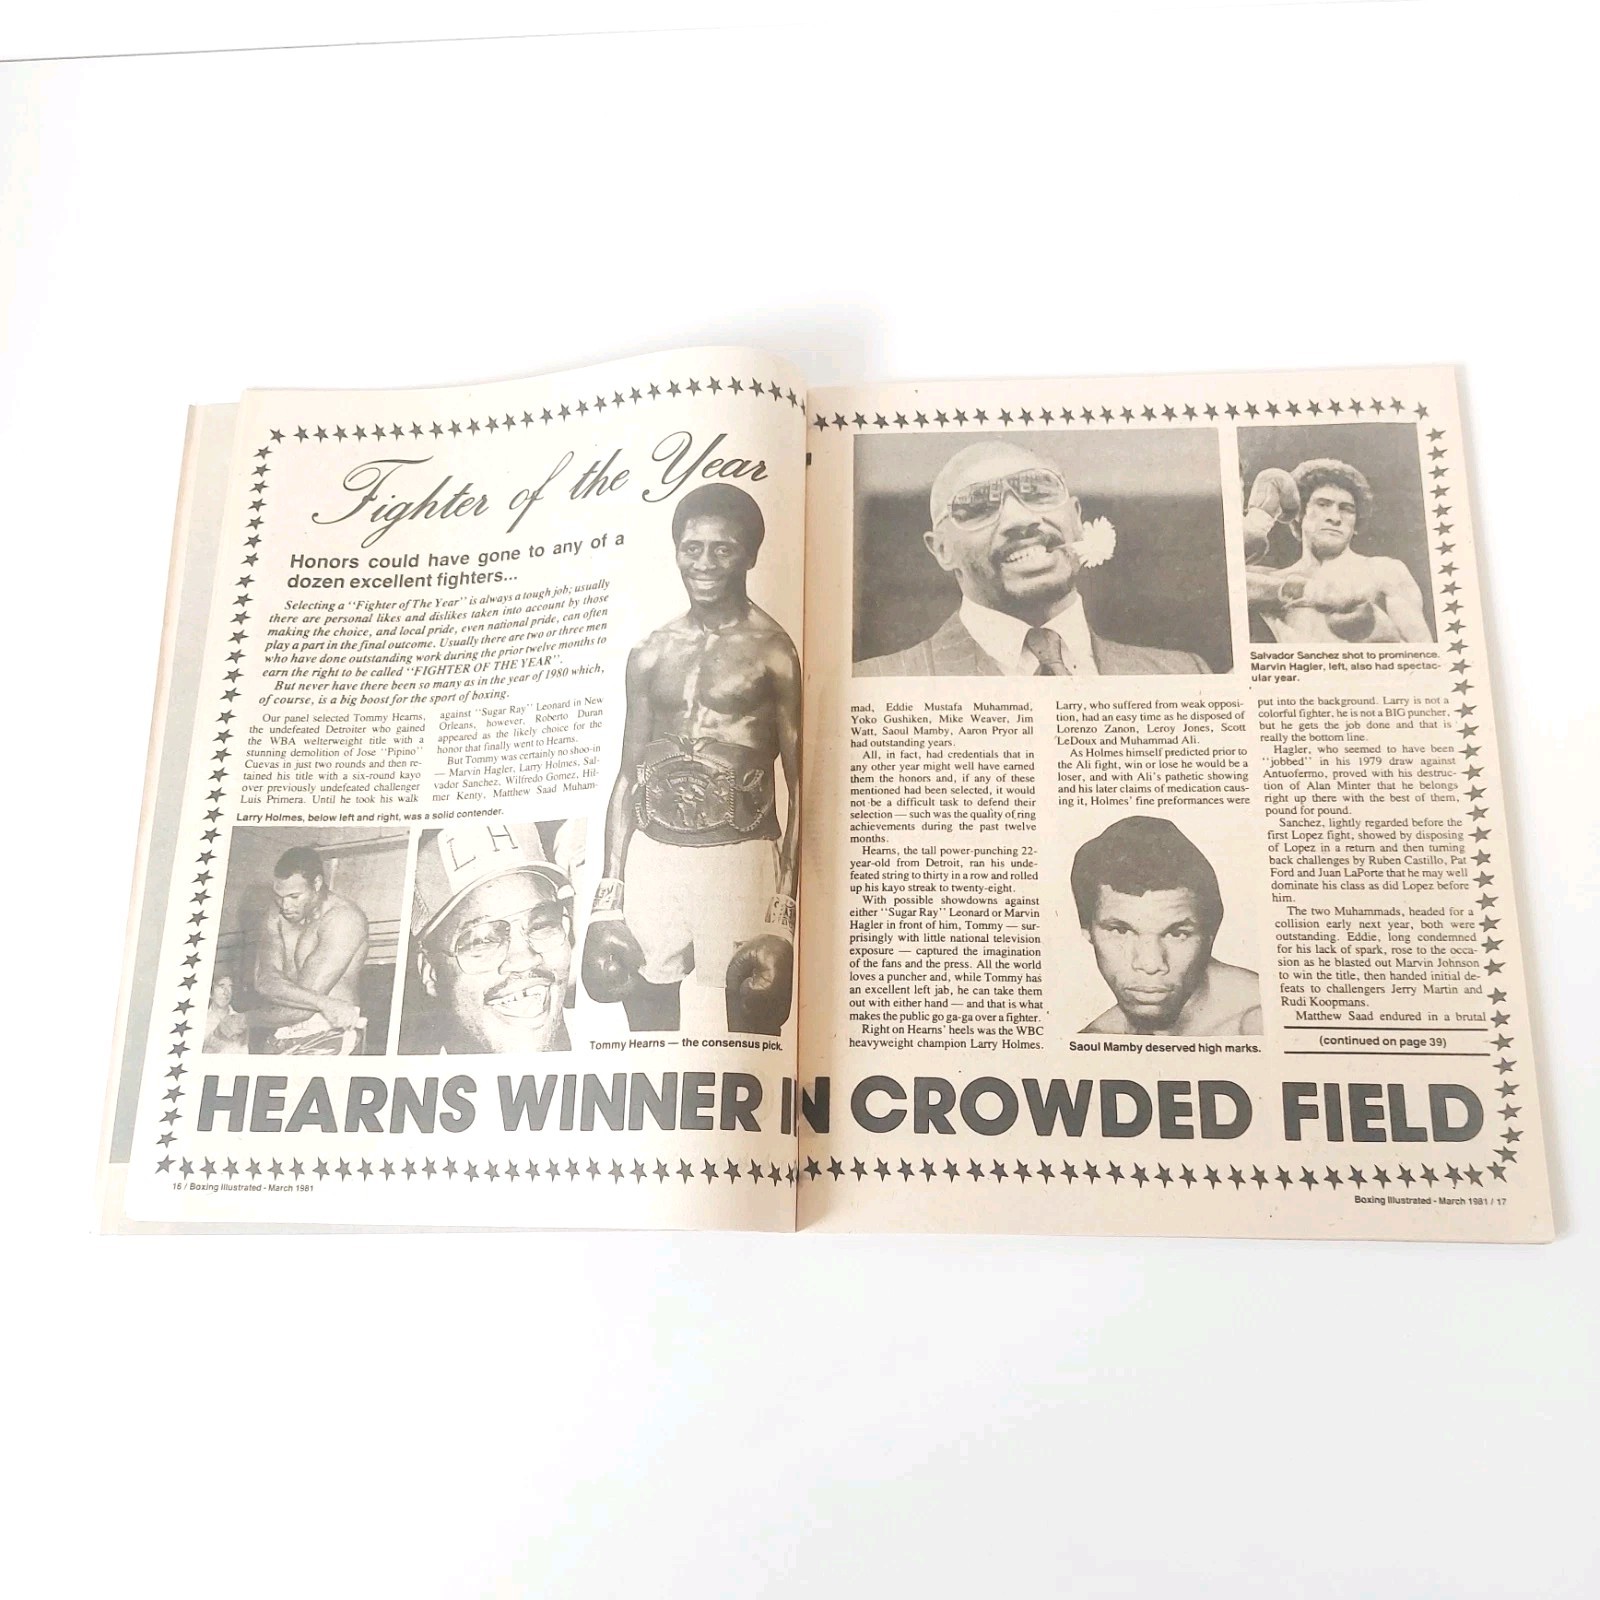 Fighter of the Year
Honors could have gone to any of a
dozen excellent fighters...
Selecting a "Fighter of The Year" is always a tough job; usually
there are personal likes and dislikes taken into account by those
making the choice, and local pride, even national pride, can often
play a part in the final outcome. Usually there are two or three men
who have done outstanding work during the prior twelve months to
earn the right to be called "FIGHTER OF THE YEAR".
But never have there been so many as in the year of 1980 which,
of course, is a big boost for the sport of boxing.
Our panel selected Tommy Hearns,
the undefeated Detroiter who gained
the WBA welterweight title with a
stunning demolition of Jose "Pipino"
Cuevas in just two rounds and then re-
tained his title with a six-round kayo
over previously undefeated challenger
Luis Primera. Until he took his walk
against "Sugar Ray" Leonard in New
Orleans, however, Roberto Duran
appeared as the likely choice for the
honor that finally went to Hearns.
But Tommy was certainly no shoo-in
— Marvin Hagler, Larry Holmes, Sal-
vador Sanchez, Wilfredo Gomez, Hil-
mer Kenty, Matthew Saad Muham-
Larry Holmes, below left and right, was a solid contender.
LH
Tommy Hearns — the consensus pick.
Salvador Sanchez shot to prominence.
Marvin Hagler, left, also had spectac-
ular year.
mad, Eddie Mustafa Muhammad,
Yoko Gushiken, Mike Weaver, Jim
Watt, Saoul Mamby, Aaron Pryor all
had outstanding years.
All, in fact, had credentials that in
any other year might well have earned
them the honors and, if any of these
mentioned had been selected, it would
not be a difficult task to defend their
selection — such was the quality of ring
achievements during the past twelve
months.
Hearns, the tall power-punching 22-
year-old from Detroit, ran his unde-
feated string to thirty in a row and rolled
up his kayo streak to twenty-eight.
With possible showdowns against
either "Sugar Ray" Leonard or Marvin
Hagler in front of him, Tommy — sur-
prisingly with little national television
exposure — captured the imagination
of the fans and the press. All the world
loves a puncher and, while Tommy has
an excellent left jab, he can take them
out with either hand — and that is what
makes the public go ga-ga over a fighter.
Right on Hearns' heels was the WBC
heavyweight champion Larry Holmes.
Larry, who suffered from weak opposi-
tion, had an easy time as he disposed of
Lorenzo Zanon, Leroy Jones, Scott
LeDoux and Muhammad Ali.
As Holmes himself predicted prior to
the Ali fight, win or lose he would be a
loser, and with Ali's pathetic showing
and his later claims of medication caus-
ing it, Holmes' fine preformances were
Saoul Mamby deserved high marks.
put into the background. Larry is not a
colorful fighter, he is not a BIG puncher,
but he gets the job done and that is
really the bottom line.
Hagler, who seemed to have been
"jobbed" in his 1979 draw against
Antuofermo, proved with his destruc-
tion of Alan Minter that he belongs
right up there with the best of them,
pound for pound.
Sanchez, lightly regarded before the
first Lopez fight, showed by disposing
of Lopez in a return and then turning
back challenges by Ruben Castillo, Pat
Ford and Juan LaPorte that he may well
dominate his class as did Lopez before
him.
The two Muhammads, headed for a
collision early next year, both were
outstanding. Eddie, long condemned
for his lack of spark, rose to the occa-
sion as he blasted out Marvin Johnson
to win the title, then handed initial de-
feats to challengers Jerry Martin and
Rudi Koopmans.
Matthew Saad endured in a brutal
(continued on page 39)
HEARNS WINNER IN CROWDED FIELD
16 / Boxing Illustrated - March 1981
Boxing Illustrated - March 1981 / 17